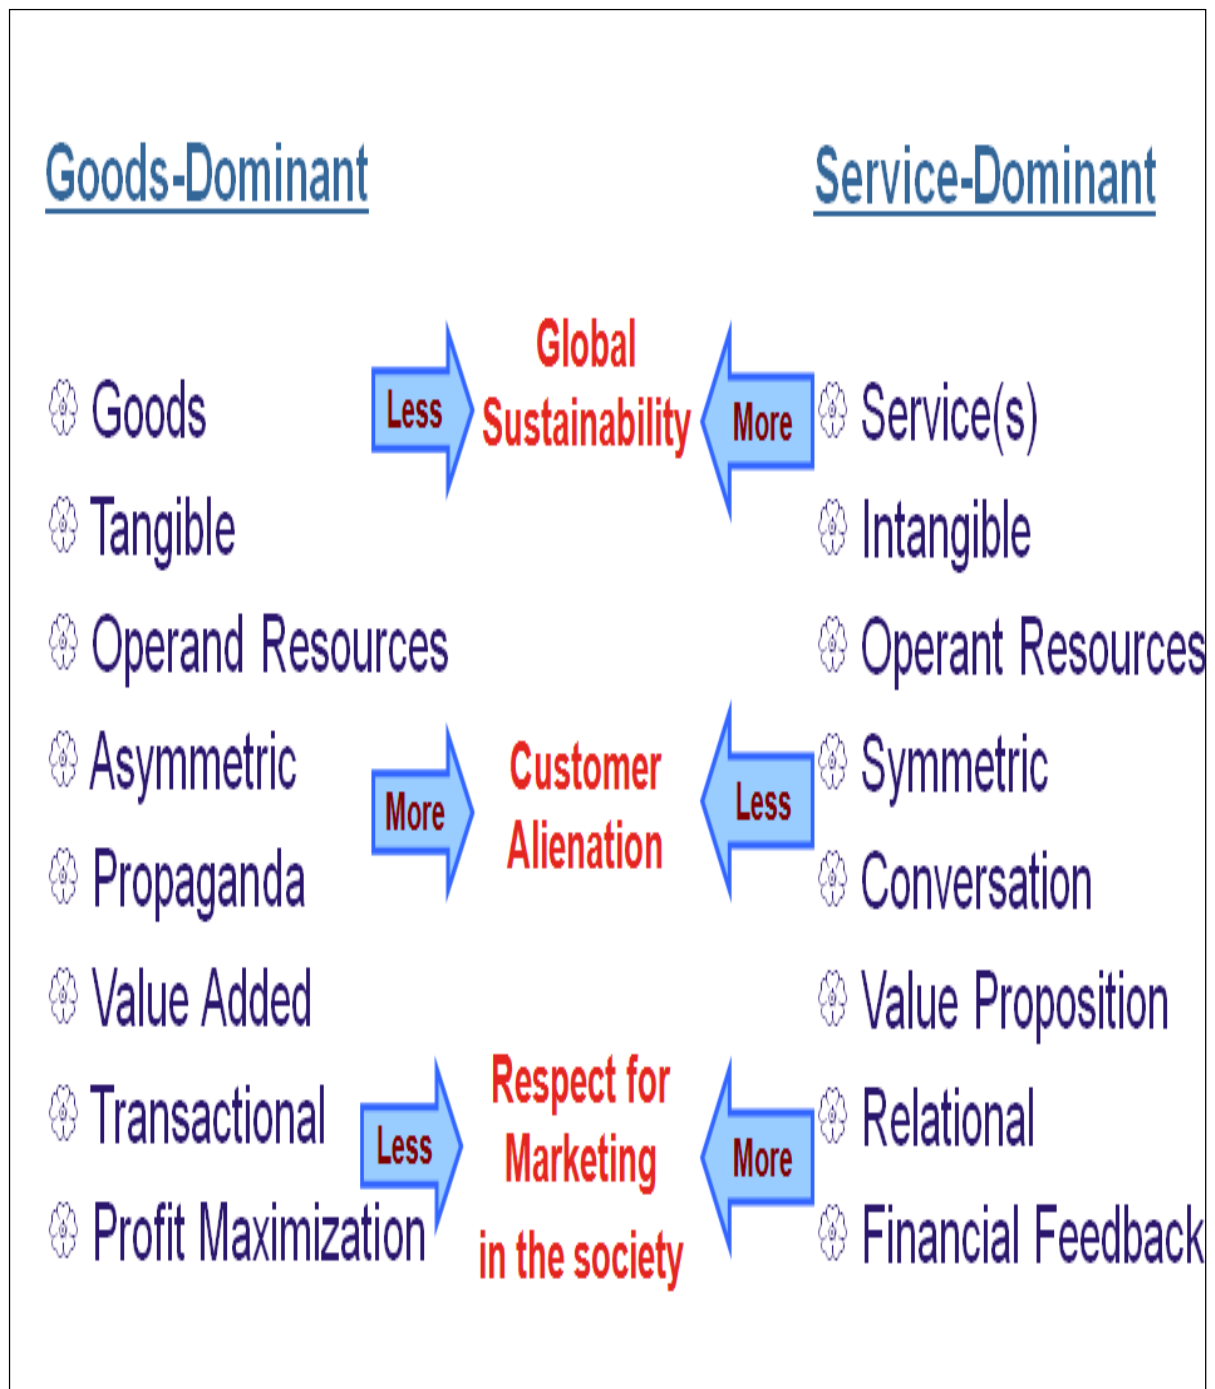 Goods-Dominant
Service-Dominant
Goods
Tangible
Operand Resources
Asymmetric
Propaganda
Value Added
Transactional
Profit Maximization
Less
Global
Sustainability
More
More
Customer
Alienation
Less
Less
Respect for
Marketing
in the society
More
Service(s)
Intangible
Operant Resources
Symmetric
Conversation
Value Proposition
Relational
Financial Feedback